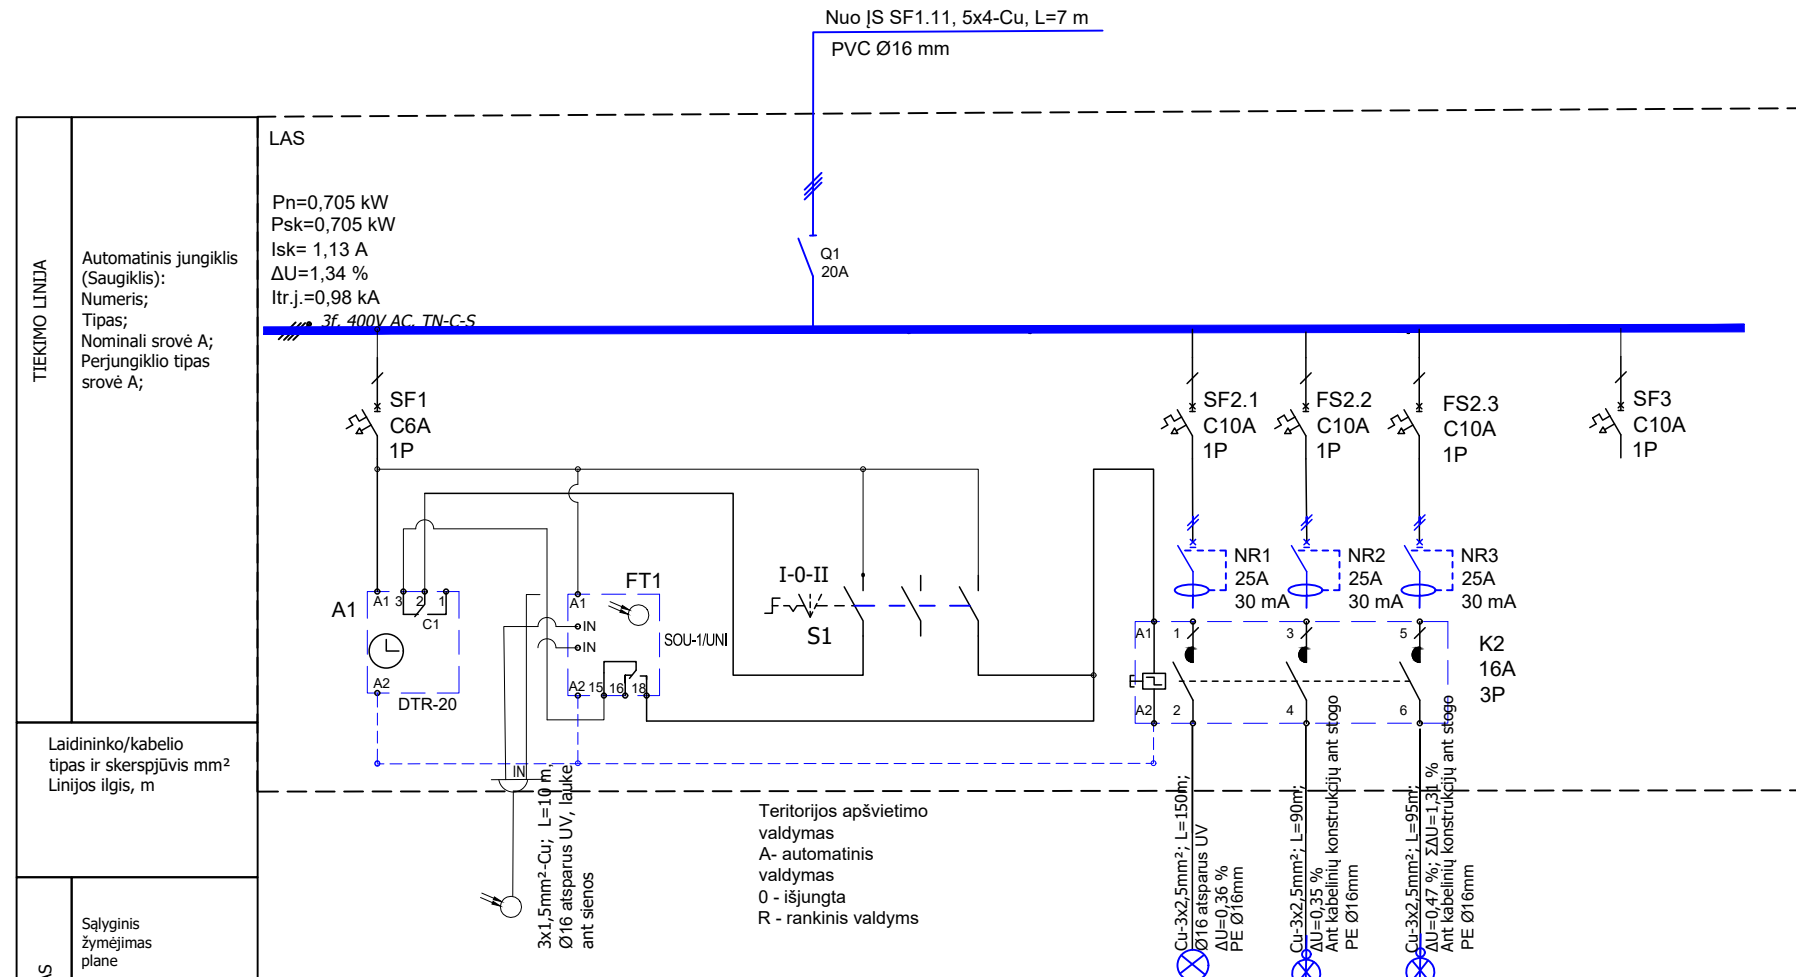 Nuo ĮS SF1.11, 5x4-Cu, L=7 m
PVC Ø16 mm
TIEKIMO LINIJA
Automatinis jungiklis
(Saugiklis):
Numeris;
Tipas;
Nominali srovė A;
Perjungiklio tipas
srovė A;
LAS
Pn=0,705 kW
Psk=0,705 kW
Isk= 1,13 A
ΔU=1,34 %
Itr.j.=0,98 kA
3f, 400V AC, TN-C-S
Q1
20A
SF1
C6A
1P
SF2.1
C10A
1P
FS2.2
C10A
1P
FS2.3
C10A
1P
SF3
C10A
1P
NR1
25A
30 mA
NR2
25A
30 mA
NR3
25A
30 mA
A1
A1 3 2 1
C1
A2
DTR-20
FT1
A1
IN
IN
SOU-1/UNI
A2 15 16 18
I-0-II
S1
A1 1 3 5
A2 2 4 6
K2
16A
3P
Laidininko/kabelio
tipas ir skerspjūvis mm²
Linijos ilgis, m
IN
3x1,5mm²-Cu; L=10 m,
Ø16 atsparus UV, lauke
ant sienos
Teritorijos apšvietimo
valdymas
A- automatinis
valdymas
0 - išjungta
R - rankinis valdyms
Cu-3x2,5mm²; L=150m;
Ø16 atsparus UV
ΔU=0,36 %
PE Ø16mm
Cu-3x2,5mm²; L=90m;
ΔU=0,35 %
Ant kabelinių konstrukcijų ant stogo
PE Ø16mm
Cu-3x2,5mm²; L=95m;
ΔU=0,47 %; ΣΔU=1,31 %
Ant kabelinių konstrukcijų ant stogo
PE Ø16mm
Sąlyginis
žymėjimas
plane
AS